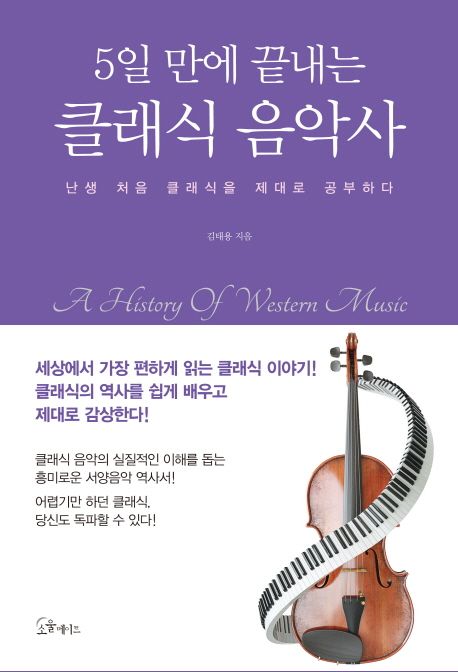 5일 만에 끝내는
클래식 음악사
난생 처음 클래식을 제대로 공부하다
김태용 지음
A History Of Western Music
세상에서 가장 편하게 읽는 클래식 이야기!
클래식의 역사를 쉽게 배우고
제대로 감상한다!
클래식 음악의 실질적인 이해를 돕는
흥미로운 서양음악 역사서!
어렵기만 하던 클래식,
당신도 독파할 수 있다!
소울메이트